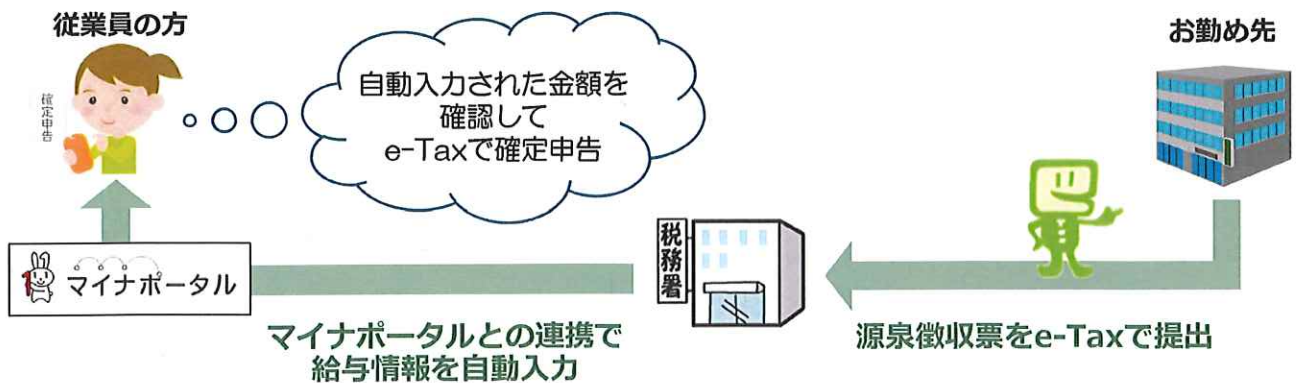 従業員の方
お勤め先
確定申告
自動入力された金額を
確認して
e-Taxで確定申告
税務署
マイナポータル
マイナポータルとの連携で
給与情報を自動入力
源泉徴収票をe-Taxで提出